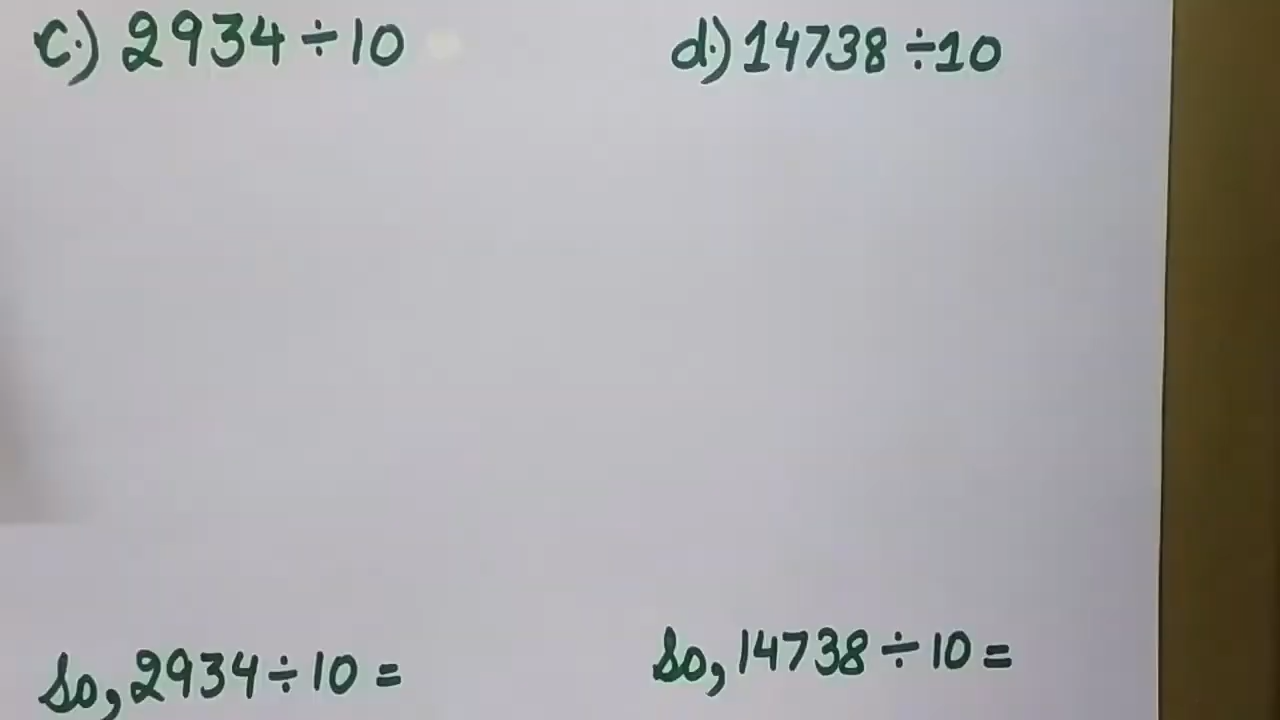 c.) 2934 ÷ 10
d.) 14738 ÷ 10
So, 2934 ÷ 10 =
So, 14738 ÷ 10 =